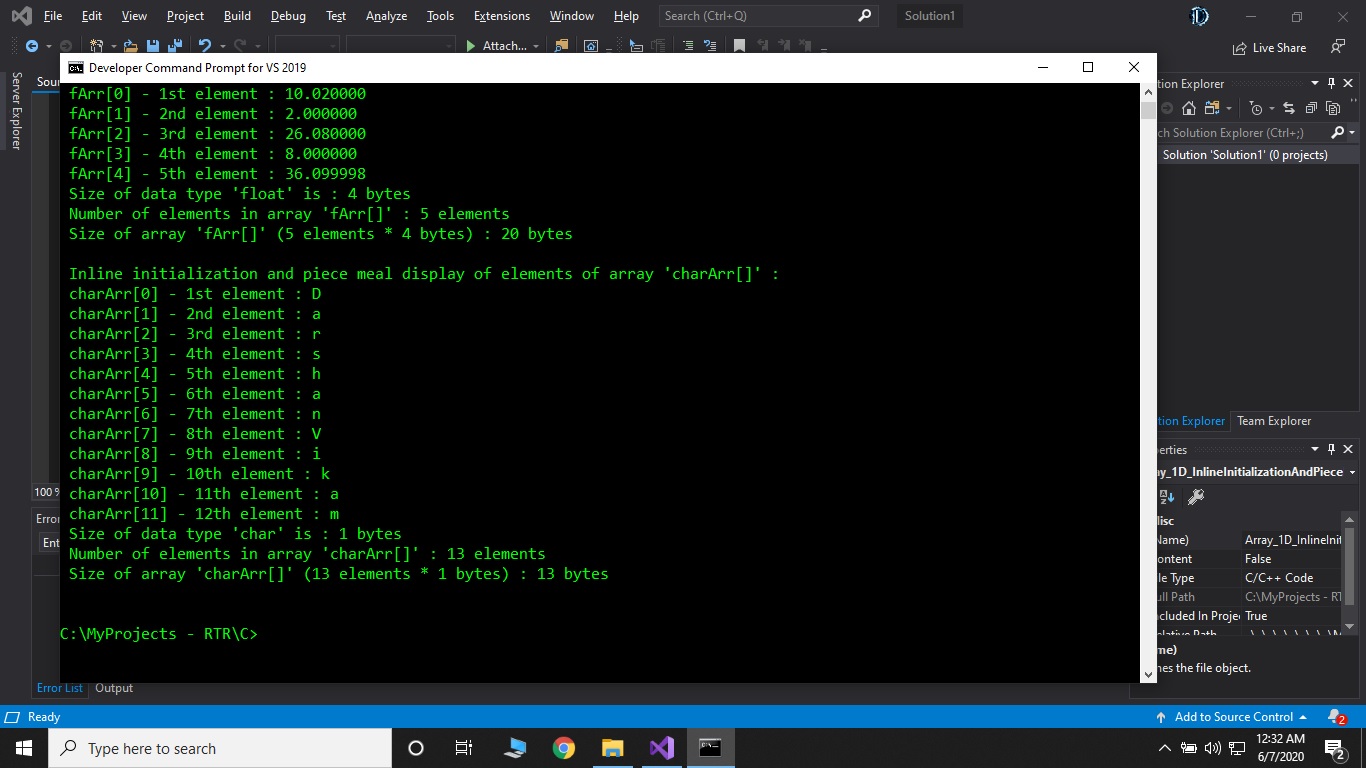 File Edit View Project Build Debug Test Analyze Tools Extensions Window Help Search (Ctrl+Q) Solution1
Attach...
Live Share
Server Explorer
Sour
Developer Command Prompt for VS 2019
fArr[0] - 1st element : 10.020000
fArr[1] - 2nd element : 2.000000
fArr[2] - 3rd element : 26.080000
fArr[3] - 4th element : 8.000000
fArr[4] - 5th element : 36.099998
Size of data type 'float' is : 4 bytes
Number of elements in array 'fArr[]' : 5 elements
Size of array 'fArr[]' (5 elements * 4 bytes) : 20 bytes
Inline initialization and piece meal display of elements of array 'charArr[]' :
charArr[0] - 1st element : D
charArr[1] - 2nd element : a
charArr[2] - 3rd element : r
charArr[3] - 4th element : s
charArr[4] - 5th element : h
charArr[5] - 6th element : a
charArr[6] - 7th element : n
charArr[7] - 8th element : V
charArr[8] - 9th element : i
charArr[9] - 10th element : k
charArr[10] - 11th element : a
charArr[11] - 12th element : m
Size of data type 'char' is : 1 bytes
Number of elements in array 'charArr[]' : 13 elements
Size of array 'charArr[]' (13 elements * 1 bytes) : 13 bytes
C:\MyProjects - RTR\C>
tion Explorer
ch Solution Explorer (Ctrl+;)
Solution 'Solution1' (0 projects)
tion Explorer Team Explorer
erties
ay_1D_InlineInitializationAndPiece
isc
Name) Array_1D_InlineInit
ontent False
le Type C/C++ Code
ull Path C:\MyProjects - RT
cluded In Projec True
me)
nes the file object.
100 %
Error
Ent
Error List Output
Ready
Add to Source Control
2
Type here to search
12:32 AM
6/7/2020
2